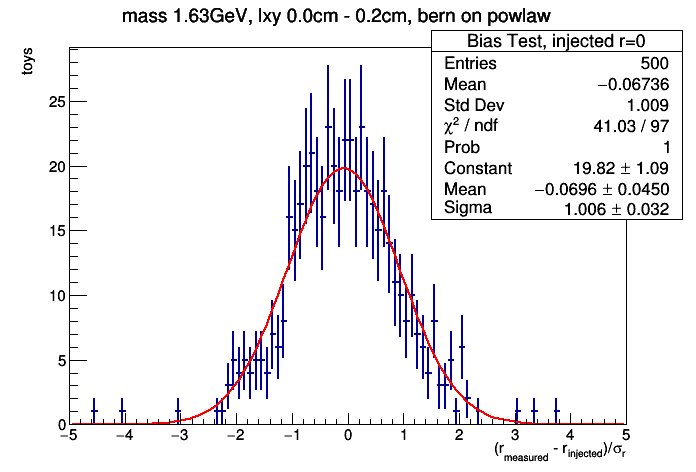 mass 1.63GeV, lxy 0.0cm - 0.2cm, bern on powlaw
toys
Bias Test, injected r=0
Entries 500
Mean −0.06736
Std Dev 1.009
χ² / ndf 41.03 / 97
Prob 1
Constant 19.82 ± 1.09
Mean −0.0696 ± 0.0450
Sigma 1.006 ± 0.032
25
20
15
10
5
0
−5 −4 −3 −2 −1 0 1 2 3 4 5
(r_measured - r_injected)/σ_r